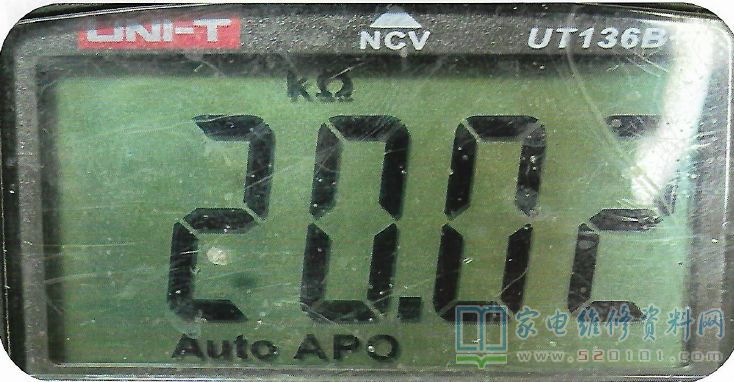 UNI-T
NCV
UT136B+
kΩ
20.02
Auto APO
家电维修资料网
www.520101.com